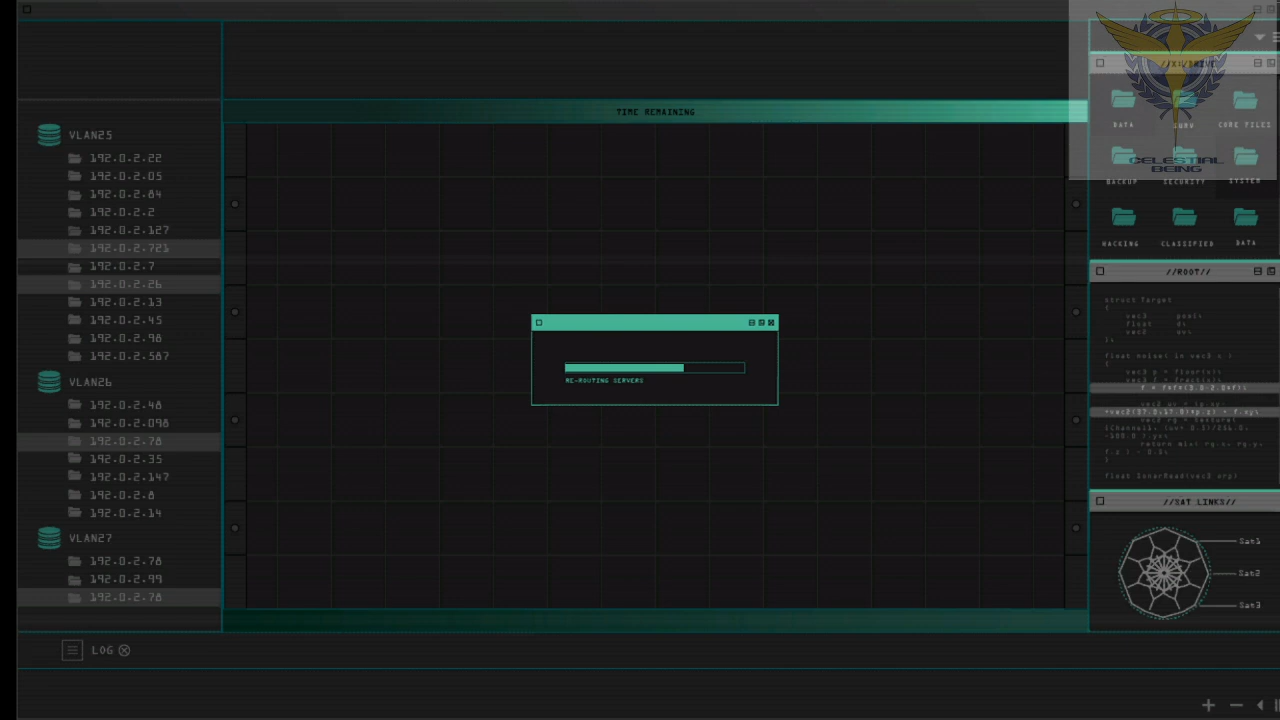 TIME REMAINING
VLAN25
192.0.2.22
192.0.2.05
192.0.2.84
192.0.2.2
192.0.2.127
192.0.2.721
192.0.2.7
192.0.2.26
192.0.2.13
192.0.2.45
192.0.2.98
192.0.2.587
VLAN26
192.0.2.48
192.0.2.098
192.0.2.78
192.0.2.35
192.0.2.147
192.0.2.8
192.0.2.14
VLAN27
192.0.2.78
192.0.2.99
192.0.2.78
LOG
RE-ROUTING SERVERS
DATA
CORE FILES
CELESTIAL
BEING
BACKUP
SECURITY
SYSTEM
HACKING
CLASSIFIED
DATA
//ROOT//
struct Target
{
vec3
float
vec2
//SAT LINKS//
Sat1
Sat2
Sat3